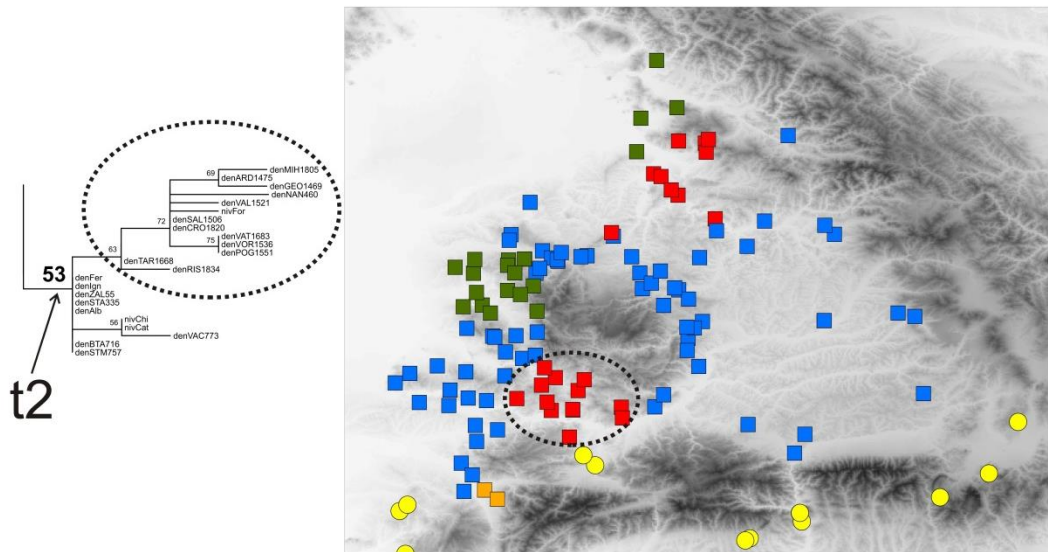 69
denMIH1805
denARD1475
denGEO1469
denNAN460
denVAL1521
nivFor
72
denSAL1506
denCRO1820
denVAT1683
75
denVOR1536
denPOG1551
63
denTAR1668
denRIS1834
53
denFer
denIgn
denZAL55
denSTA335
denAlb
nivChi
56
nivCat
denVAC773
denBTA716
denSTM757
t2